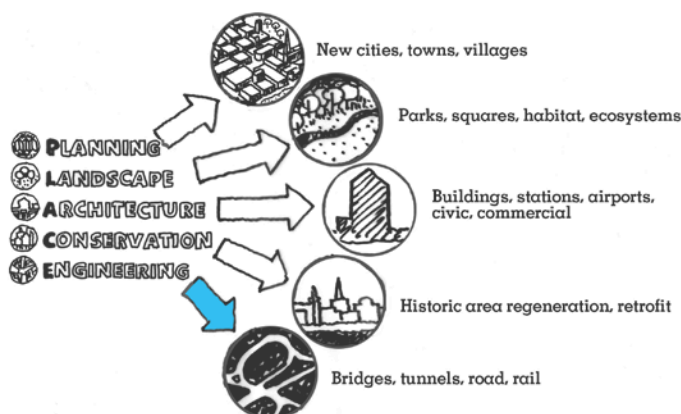 New cities, towns, villages
Parks, squares, habitat, ecosystems
PLANNING
LANDSCAPE
ARCHITECTURE
CONSERVATION
ENGINEERING
Buildings, stations, airports,
civic, commercial
Historic area regeneration, retrofit
Bridges, tunnels, road, rail